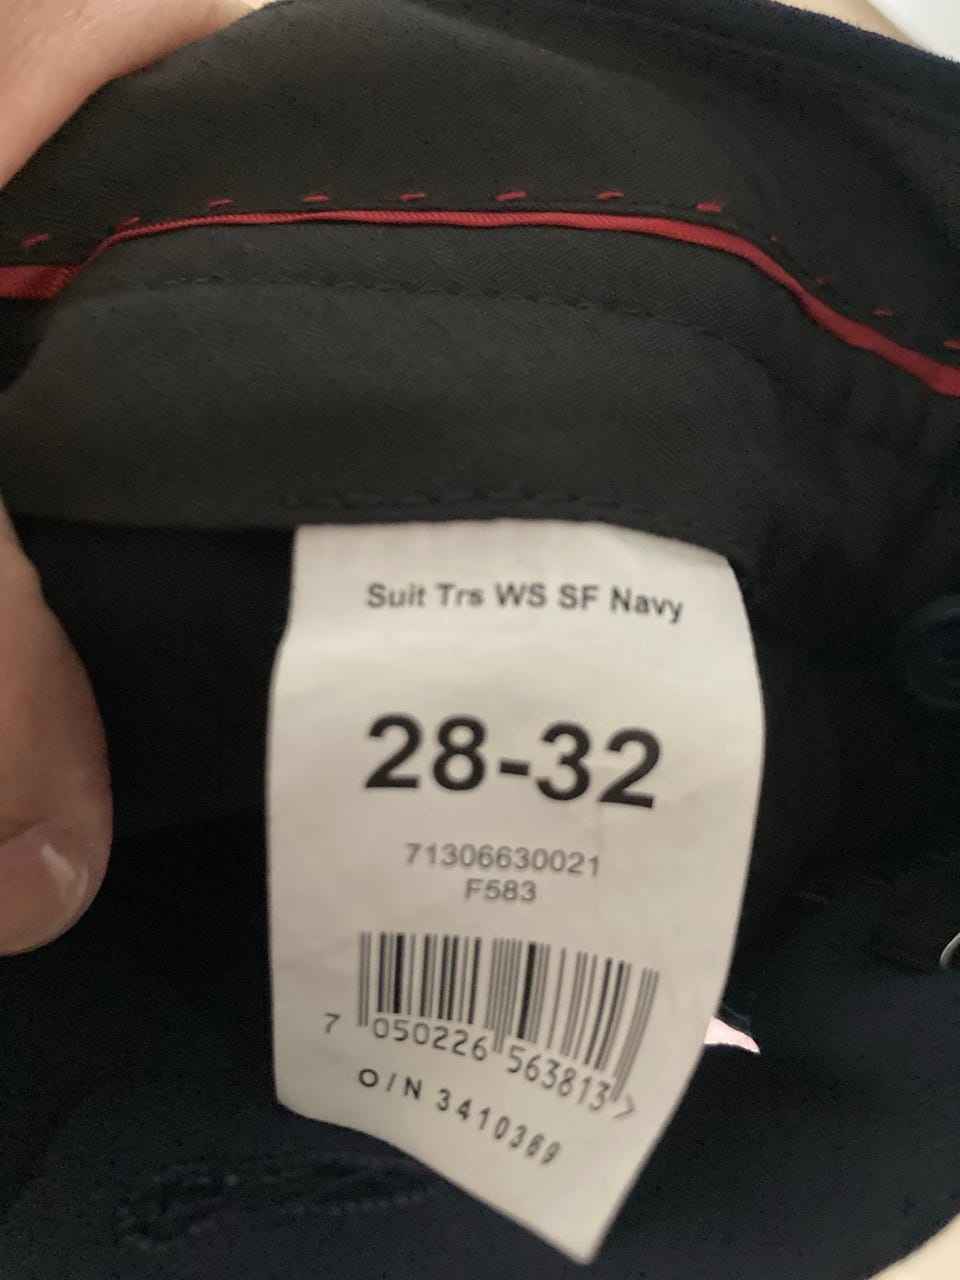 Suit Trs WS SF Navy
28-32
71306630021
F583
7 050226 563813 >
O/N 3410369